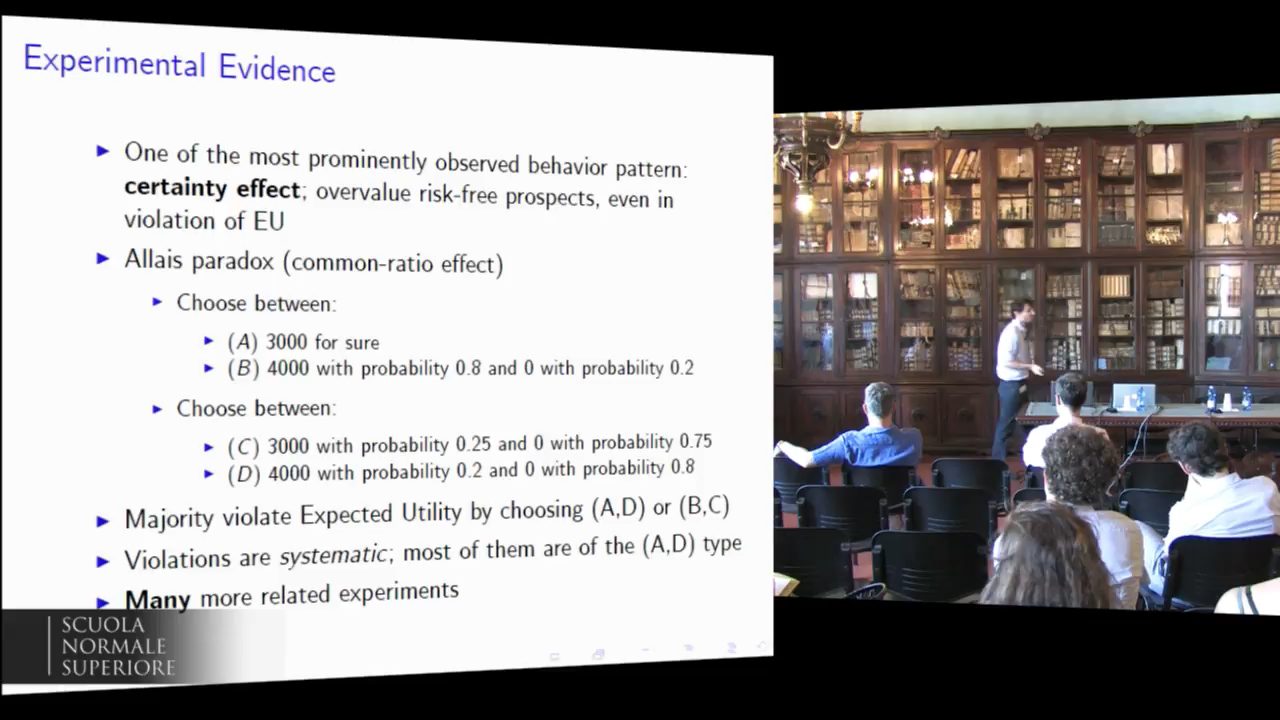 Experimental Evidence
One of the most prominently observed behavior pattern:
certainty effect; overvalue risk-free prospects, even in
violation of EU
Allais paradox (common-ratio effect)
Choose between:
(A) 3000 for sure
(B) 4000 with probability 0.8 and 0 with probability 0.2
Choose between:
(C) 3000 with probability 0.25 and 0 with probability 0.75
(D) 4000 with probability 0.2 and 0 with probability 0.8
Majority violate Expected Utility by choosing (A,D) or (B,C)
Violations are systematic; most of them are of the (A,D) type
Many more related experiments
SCUOLA
NORMALE
SUPERIORE